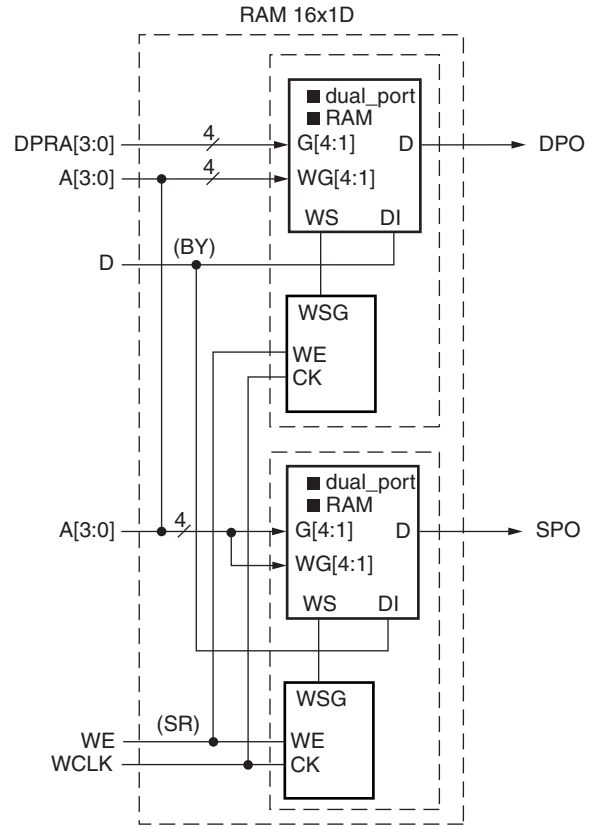 RAM 16x1D
■ dual_port
■ RAM
DPRA[3:0] 4 G[4:1] D DPO
A[3:0] 4 WG[4:1]
WS DI
D (BY)
WSG
WE
CK
■ dual_port
■ RAM
A[3:0] 4 G[4:1] D SPO
WG[4:1]
WS DI
WSG
WE (SR) WE
WCLK CK